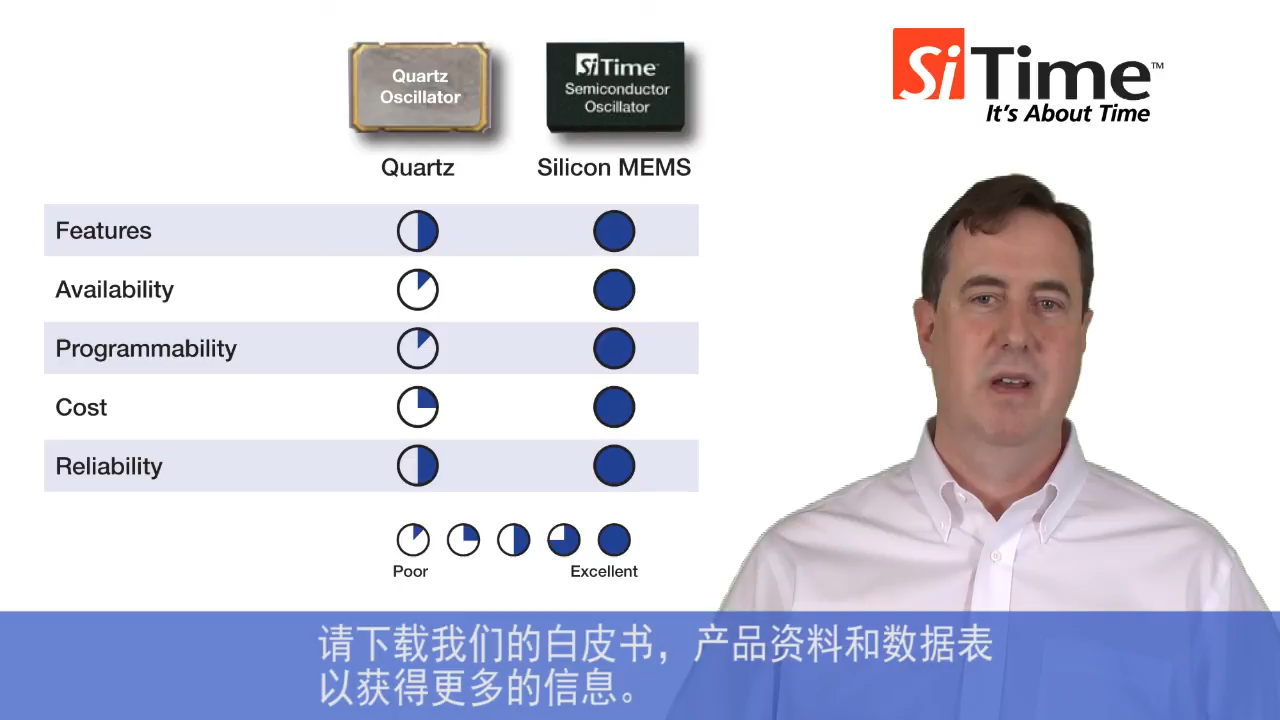 Quartz
Oscillator
SiTime
Semiconductor
Oscillator
SiTime™
It's About Time
Quartz
Silicon MEMS
Features
Availability
Programmability
Cost
Reliability
Poor
Excellent
请下载我们的白皮书，产品资料和数据表
以获得更多的信息。